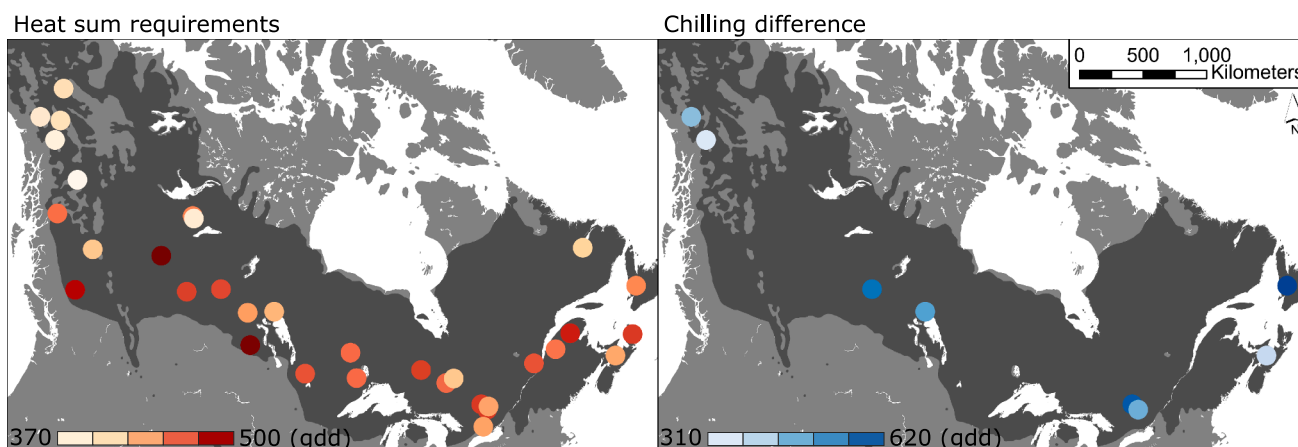 Heat sum requirements
Chilling difference
0 500 1,000
Kilometers
N
370 500 (gdd)
310 620 (gdd)